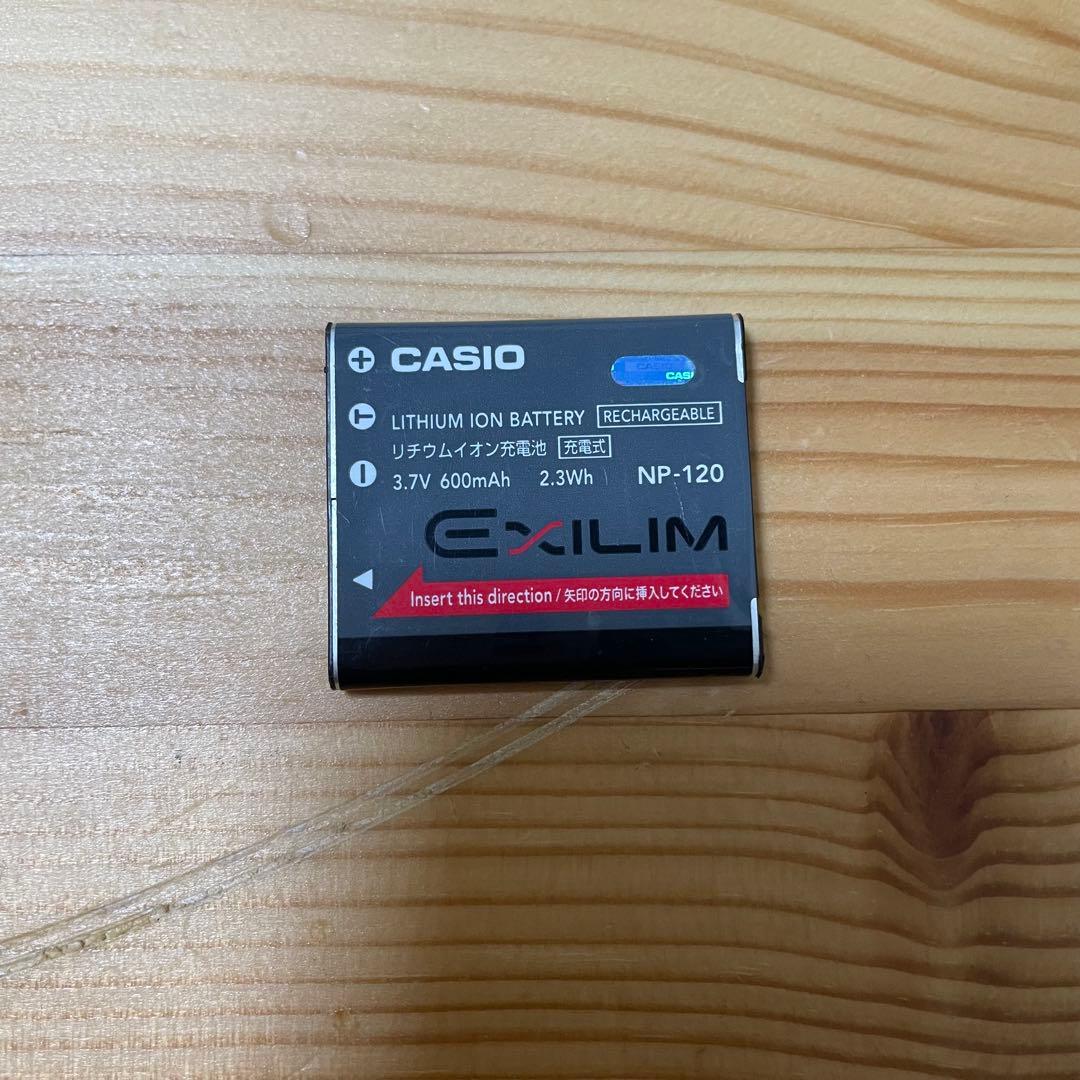 CASIO
CASIO
CASI
LITHIUM ION BATTERY RECHARGEABLE
リチウムイオン充電池 充電式
3.7V 600mAh 2.3Wh NP-120
EXILIM
Insert this direction / 矢印の方向に挿入してください